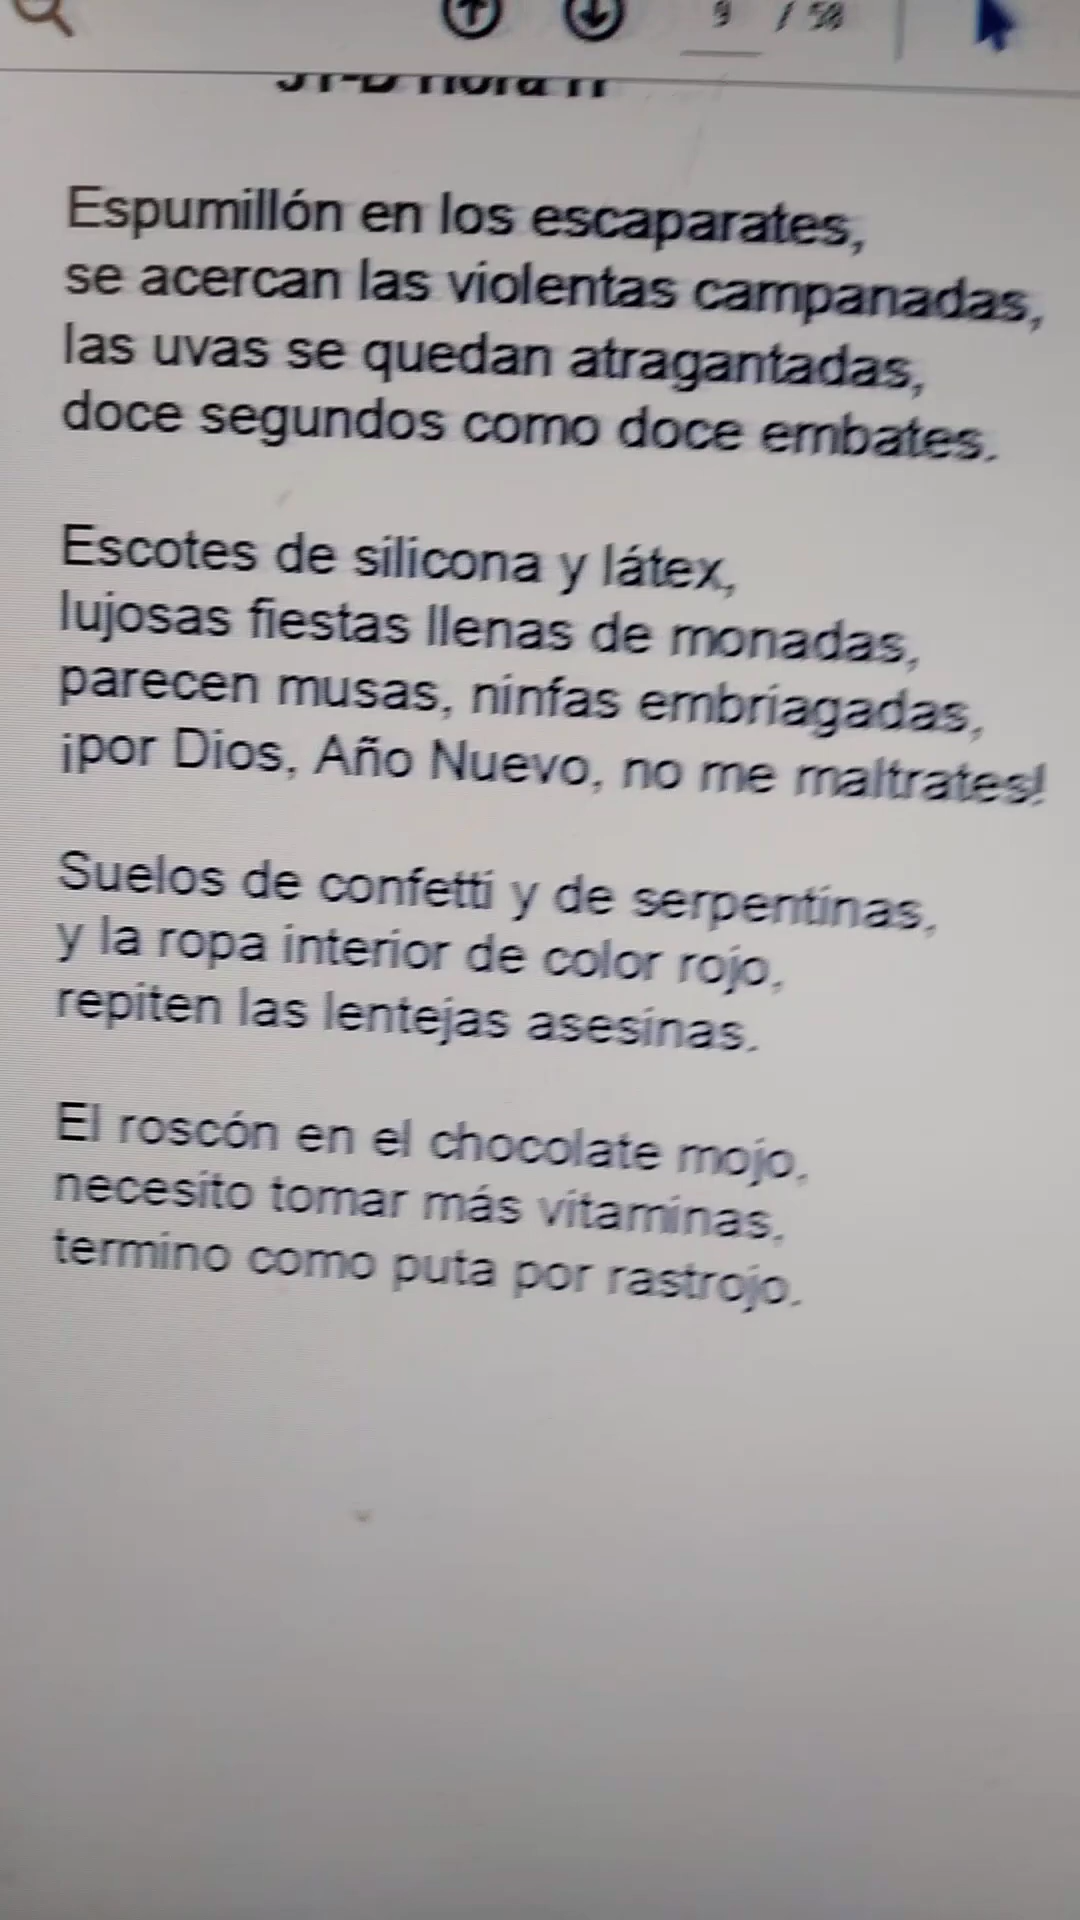 9 / 58
Espumillón en los escaparates,
se acercan las violentas campanadas,
las uvas se quedan atragantadas,
doce segundos como doce embates.
Escotes de silicona y látex,
lujosas fiestas llenas de monadas,
parecen musas, ninfas embriagadas,
¡por Dios, Año Nuevo, no me maltrates!
Suelos de confetti y de serpentinas,
y la ropa interior de color rojo,
repiten las lentejas asesinas.
El roscón en el chocolate mojo,
necesito tomar más vitaminas,
termino como puta por rastrojo.